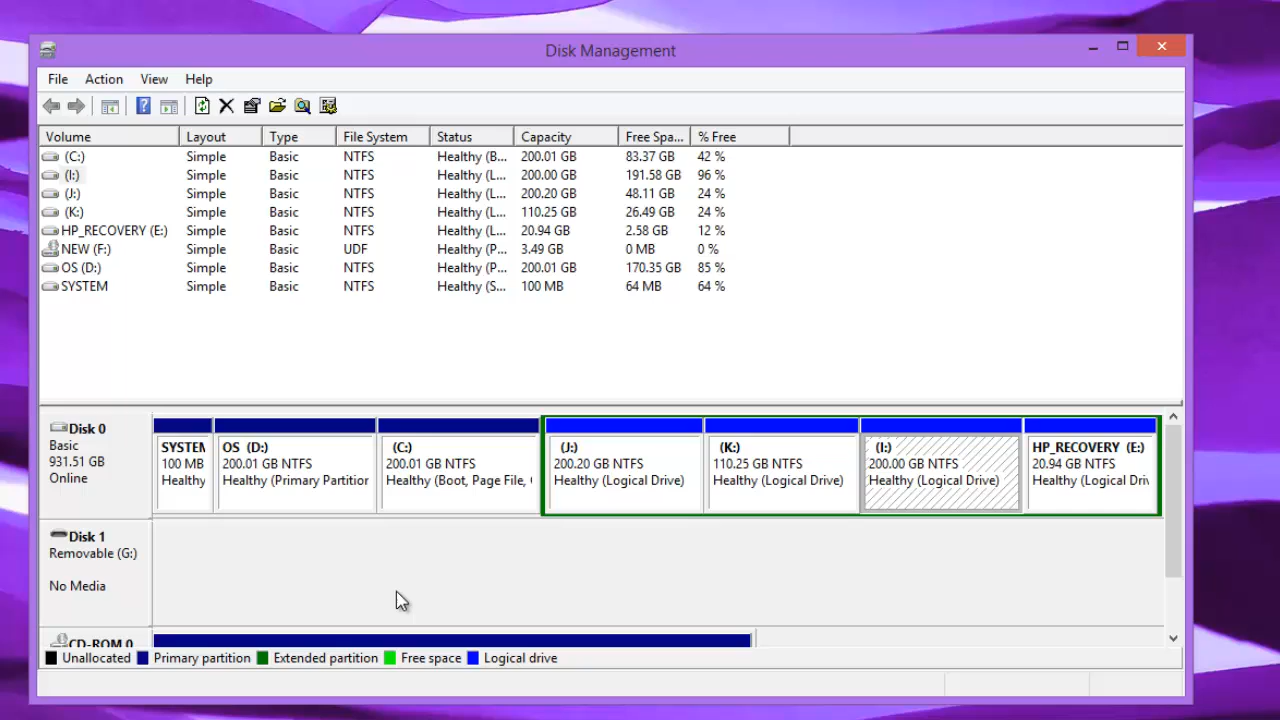 Disk Management
File Action View Help
Volume Layout Type File System Status Capacity Free Spa... % Free
(C:) Simple Basic NTFS Healthy (B... 200.01 GB 83.37 GB 42 %
(I:) Simple Basic NTFS Healthy (L... 200.00 GB 191.58 GB 96 %
(J:) Simple Basic NTFS Healthy (L... 200.20 GB 48.11 GB 24 %
(K:) Simple Basic NTFS Healthy (L... 110.25 GB 26.49 GB 24 %
HP_RECOVERY (E:) Simple Basic NTFS Healthy (L... 20.94 GB 2.58 GB 12 %
NEW (F:) Simple Basic UDF Healthy (P... 3.49 GB 0 MB 0 %
OS (D:) Simple Basic NTFS Healthy (P... 200.01 GB 170.35 GB 85 %
SYSTEM Simple Basic NTFS Healthy (S... 100 MB 64 MB 64 %
Disk 0
Basic
931.51 GB
Online
SYSTEM
100 MB
Healthy
OS (D:)
200.01 GB NTFS
Healthy (Primary Partition
(C:)
200.01 GB NTFS
Healthy (Boot, Page File,
(J:)
200.20 GB NTFS
Healthy (Logical Drive)
(K:)
110.25 GB NTFS
Healthy (Logical Drive)
(I:)
200.00 GB NTFS
Healthy (Logical Drive)
HP_RECOVERY (E:)
20.94 GB NTFS
Healthy (Logical Driv
Disk 1
Removable (G:)
No Media
CD-ROM 0
Unallocated Primary partition Extended partition Free space Logical drive